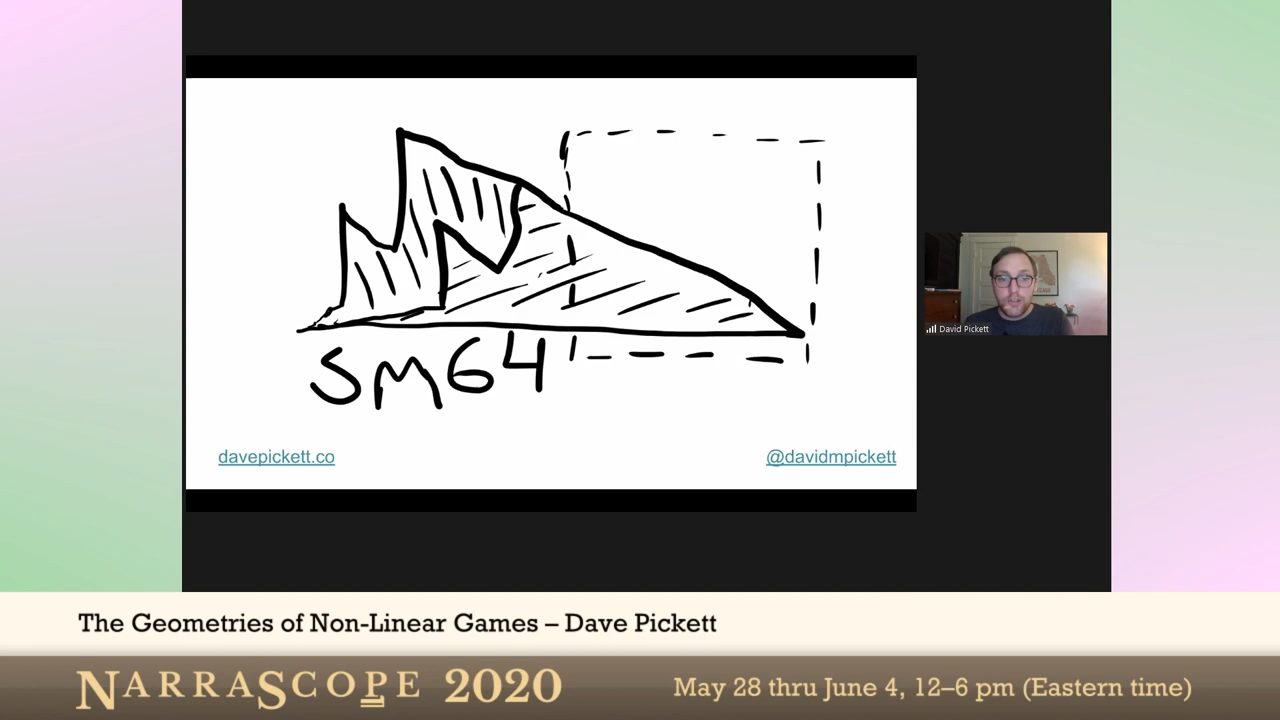 SM64
davepickett.co
@davidmpickett
David Pickett
The Geometries of Non-Linear Games – Dave Pickett
NARRASCOPE 2020
May 28 thru June 4, 12–6 pm (Eastern time)